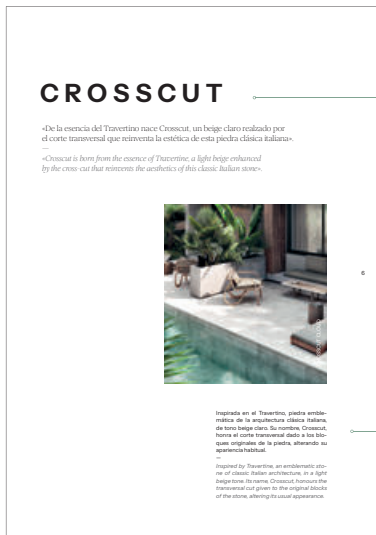 CROSSCUT
«De la esencia del Travertino nace Crosscut, un beige claro realzado por
el corte transversal que reinventa la estética de esta piedra clásica italiana».
—
«Crosscut is born from the essence of Travertine, a light beige enhanced
by the cross-cut that reinvents the aesthetics of this classic Italian stone».
6
Inspirada en el Travertino, piedra emble-
mática de la arquitectura clásica italiana,
de tono beige claro. Su nombre, Crosscut,
honra el corte transversal dado a los blo-
ques originales de la piedra, alterando su
apariencia habitual.
—
Inspired by Travertine, an emblematic sto-
ne of classic Italian architecture, in a light
beige tone. Its name, Crosscut, honours the
transversal cut given to the original blocks
of the stone, altering its usual appearance.